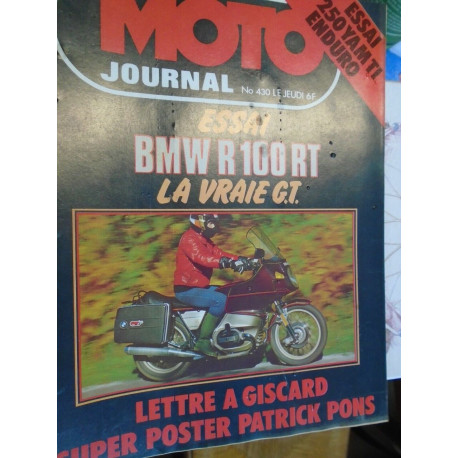 MOTO
JOURNAL
No 430 LE JEUDI 6F
ESSAI
250 YAM TT
ENDURO
ESSAI
BMW R 100 RT
LA VRAIE G.T.
LETTRE A GISCARD
SUPER POSTER PATRICK PONS